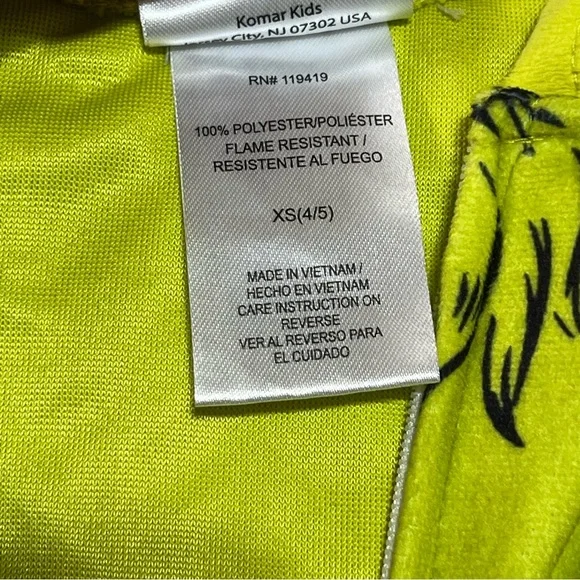 Komar Kids
Jersey City, NJ 07302 USA
RN# 119419
100% POLYESTER/POLIÉSTER
FLAME RESISTANT /
RESISTENTE AL FUEGO
XS(4/5)
MADE IN VIETNAM /
HECHO EN VIETNAM
CARE INSTRUCTION ON
REVERSE
VER AL REVERSO PARA
EL CUIDADO